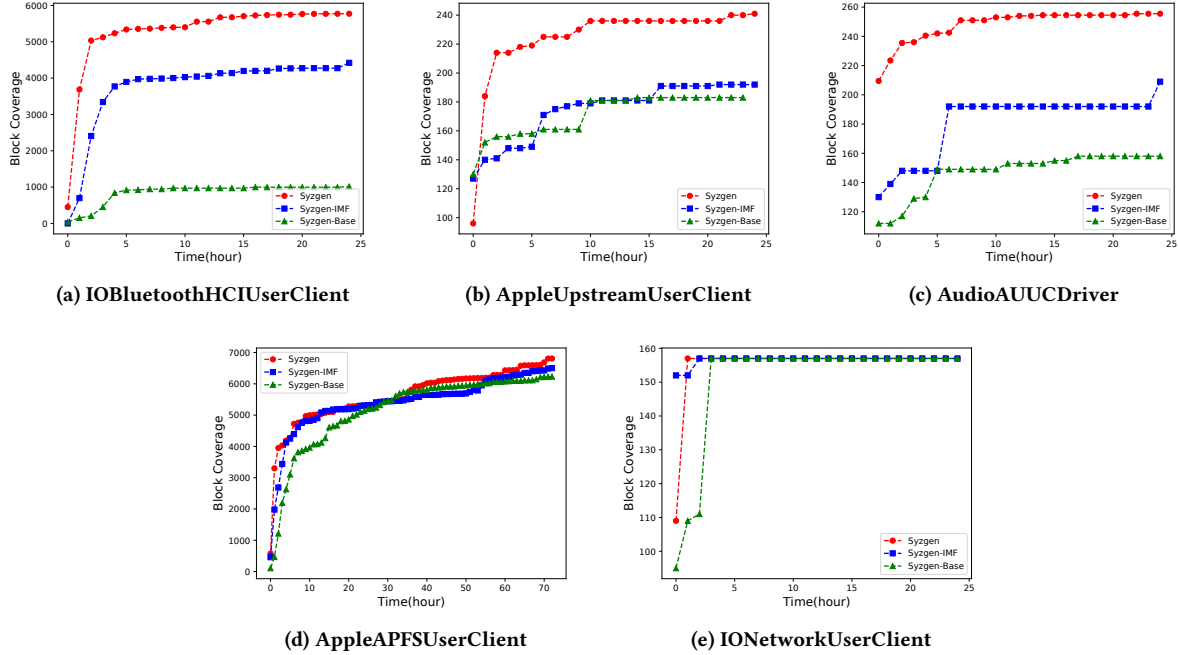 6000
5000
4000
3000
2000
1000
0
Block Coverage
0 5 10 15 20 25
Time(hour)
Syzgen
Syzgen-IMF
Syzgen-Base
(a) IOBluetoothHCIUserClient
240
220
200
180
160
140
120
100
Block Coverage
0 5 10 15 20 25
Time(hour)
Syzgen
Syzgen-IMF
Syzgen-Base
(b) AppleUpstreamUserClient
260
240
220
200
180
160
140
120
Block Coverage
0 5 10 15 20 25
Time(hour)
Syzgen
Syzgen-IMF
Syzgen-Base
(c) AudioAUUCDriver
7000
6000
5000
4000
3000
2000
1000
0
Block Coverage
0 10 20 30 40 50 60 70
Time(hour)
Syzgen
Syzgen-IMF
Syzgen-Base
(d) AppleAPFSUserClient
160
150
140
130
120
110
100
Block Coverage
0 5 10 15 20 25
Time(hour)
Syzgen
Syzgen-IMF
Syzgen-Base
(e) IONetworkUserClient